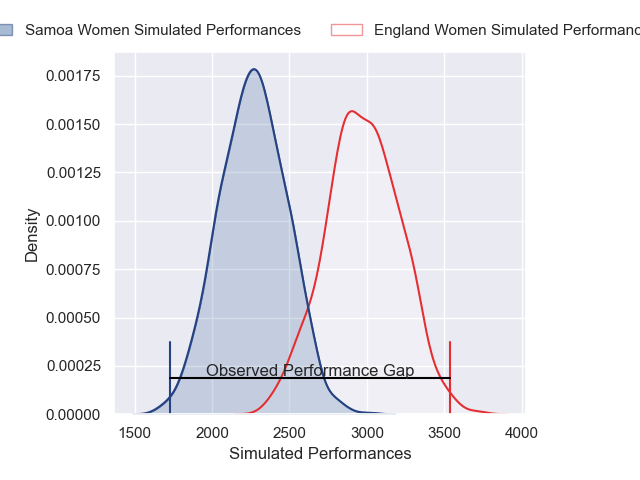 Samoa Women Simulated Performances
England Women Simulated Performanc
0.00175
0.00150
0.00125
0.00100
0.00075
0.00050
0.00025
0.00000
Density
Observed Performance Gap
1500 2000 2500 3000 3500 4000
Simulated Performances